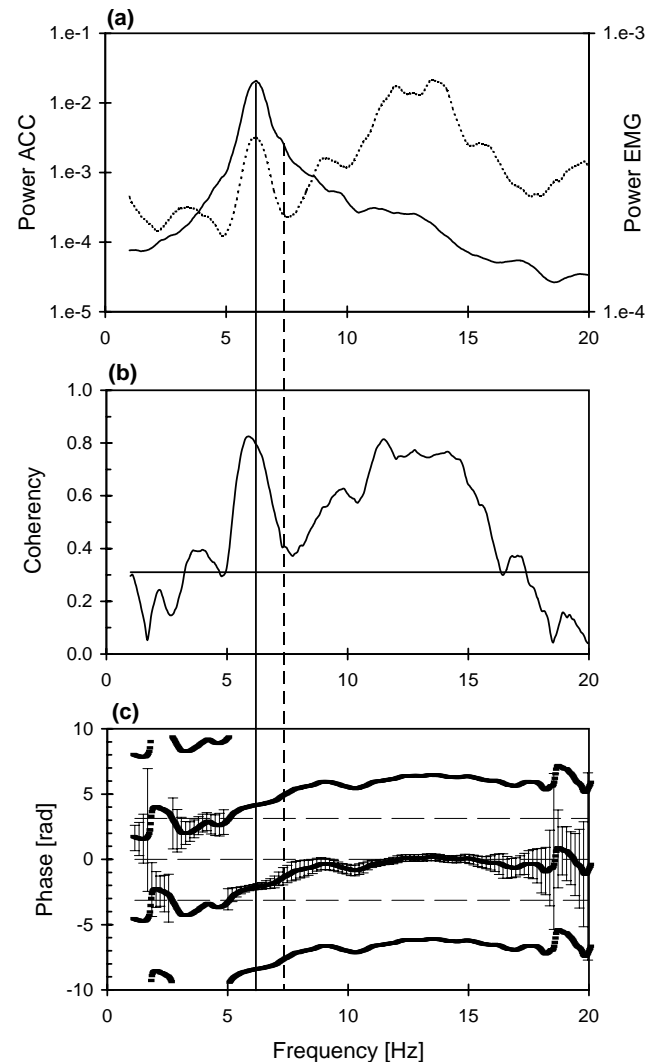 (a)
1.e-1
1.e-2
1.e-3
1.e-4
1.e-5
Power ACC
1.e-3
1.e-4
Power EMG
0 5 10 15 20
(b)
1.0
0.8
0.6
0.4
0.2
0.0
Coherency
0 5 10 15 20
(c)
10
5
0
-5
-10
Phase [rad]
0 5 10 15 20
Frequency [Hz]